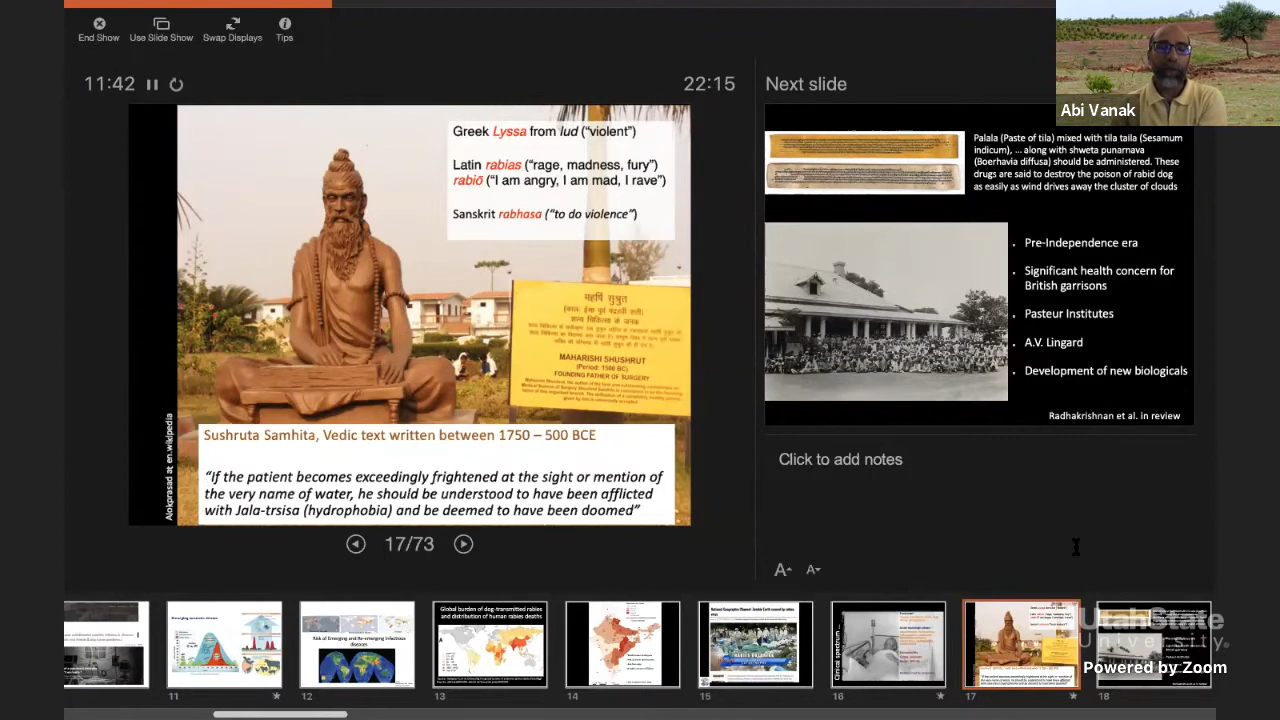 End Show
Use Slide Show
Swap Displays
Tips
11:42
22:15
Next slide
Abi Vanak
Greek Lyssa from lud (“violent”)
Latin rabias (“rage, madness, fury”)
rabiō (“I am angry, I am mad, I rave”)
Sanskrit rabhasa (“to do violence”)
महर्षि सुश्रुत
MAHARISHI SHUSHRUT
(Period: 1500 BC)
FOUNDING FATHER OF SURGERY
Alokprasad at en.wikipedia
Sushruta Samhita, Vedic text written between 1750 – 500 BCE
“If the patient becomes exceedingly frightened at the sight or mention of
the very name of water, he should be understood to have been afflicted
with Jala-trsisa (hydrophobia) and be deemed to have been doomed”
17/73
Palala (Paste of tila) mixed with tila taila (Sesamum
indicum), ... along with shweta punarnava
(Boerhavia diffusa) should be administered. These
drugs are said to destroy the poison of rabid dog
as easily as wind drives away the cluster of clouds
. Pre-Independence era
. Significant health concern for
British garrisons
. Pasteur Institutes
. A.V. Lingard
. Development of new biologicals
Radhakrishnan et al. in review
Click to add notes
A A
Global burden of dog-transmitted rabies
and distribution of human rabies deaths
Risk of Emerging and Re-emerging Infectious
diseases
11
12
13
14
15
16
17
18
UtahState
University®
Powered by Zoom